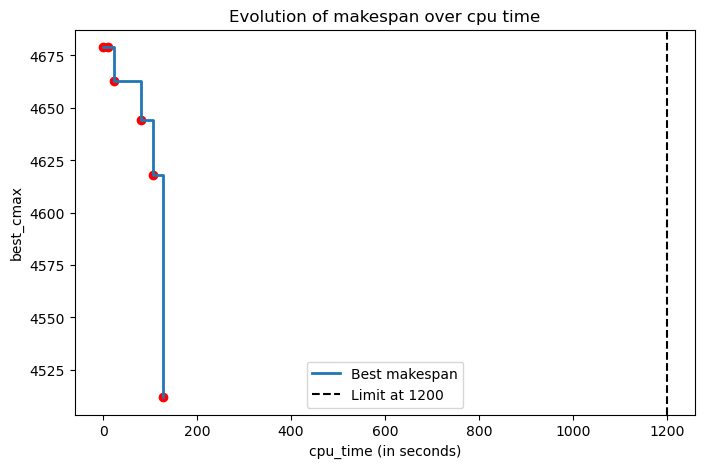 Evolution of makespan over cpu time
best_cmax
4675
4650
4625
4600
4575
4550
4525
Best makespan
Limit at 1200
0 200 400 600 800 1000 1200
cpu_time (in seconds)